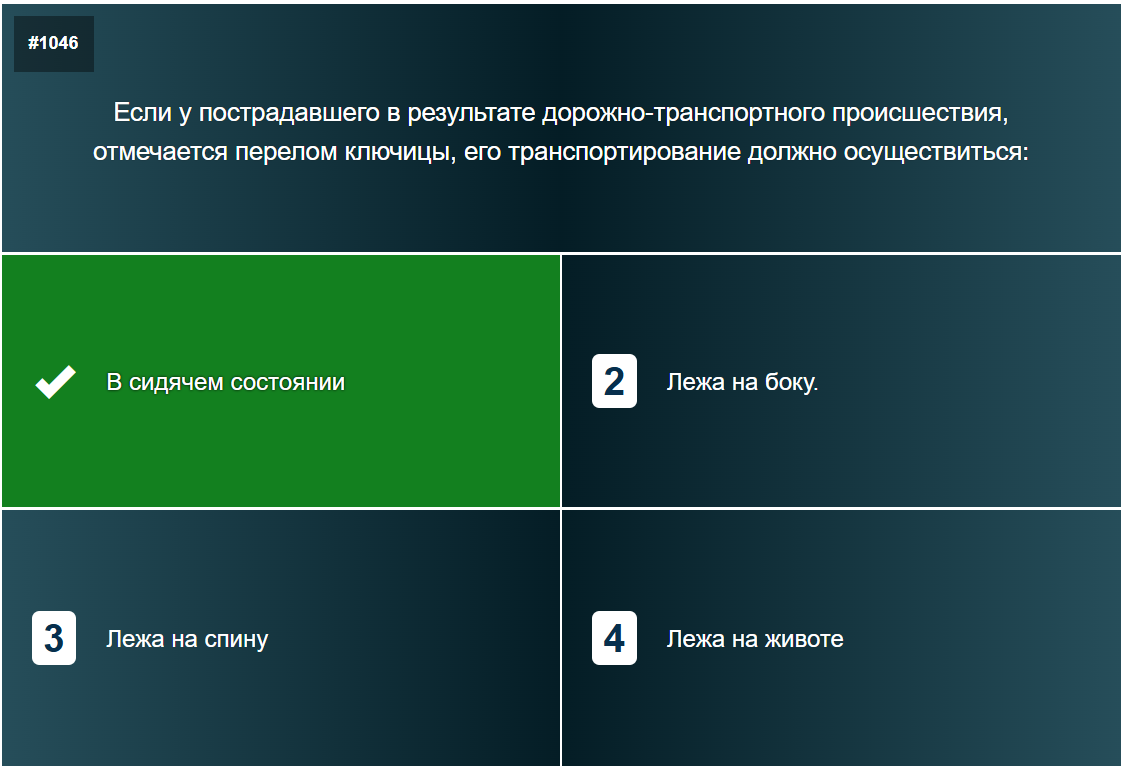 #1046
Если у пострадавшего в результате дорожно-транспортного происшествия,
отмечается перелом ключицы, его транспортирование должно осуществиться:
В сидячем состоянии
2
Лежа на боку.
3
Лежа на спину
4
Лежа на животе